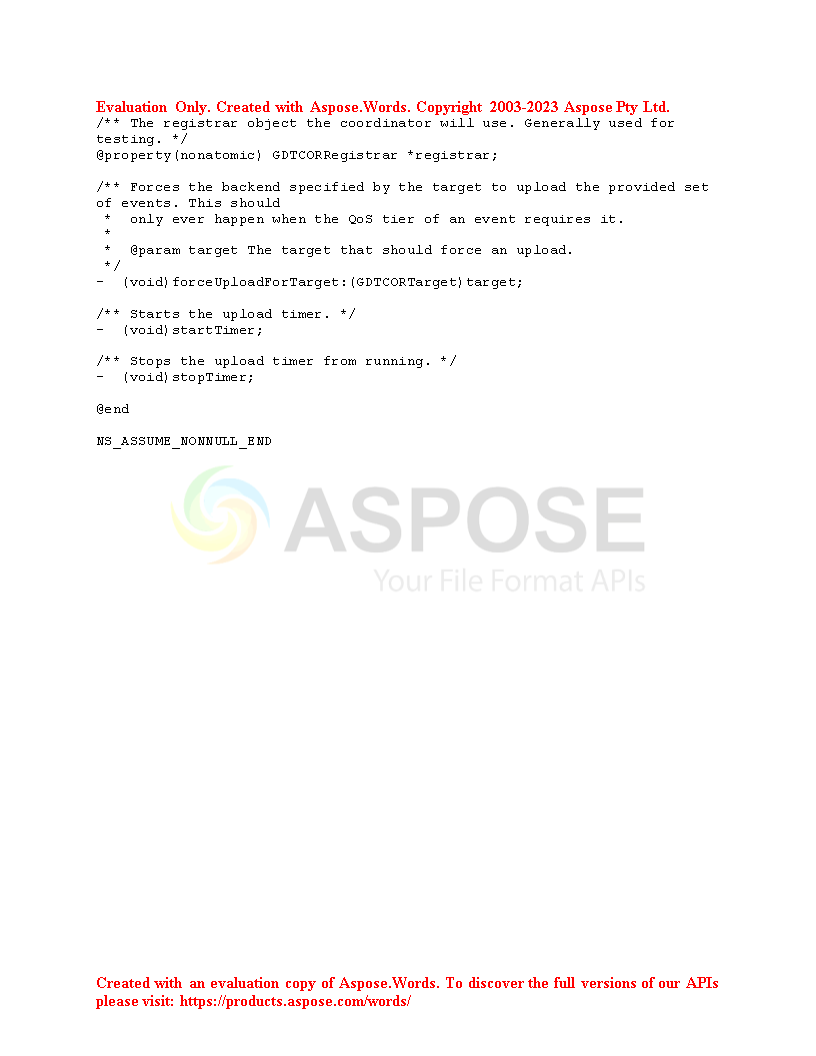 Evaluation Only. Created with Aspose.Words. Copyright 2003-2023 Aspose Pty Ltd.
/** The registrar object the coordinator will use. Generally used for
testing. */
@property(nonatomic) GDTCORRegistrar *registrar;

/** Forces the backend specified by the target to upload the provided set
of events. This should
 *  only ever happen when the QoS tier of an event requires it.
 *
 *  @param target The target that should force an upload.
 */
-  (void)forceUploadForTarget:(GDTCORTarget)target;

/** Starts the upload timer. */
-  (void)startTimer;

/** Stops the upload timer from running. */
-  (void)stopTimer;

@end

NS_ASSUME_NONNULL_END
ASPOSE
Your File Format APIs
Created with an evaluation copy of Aspose.Words. To discover the full versions of our APIs
please visit: https://products.aspose.com/words/